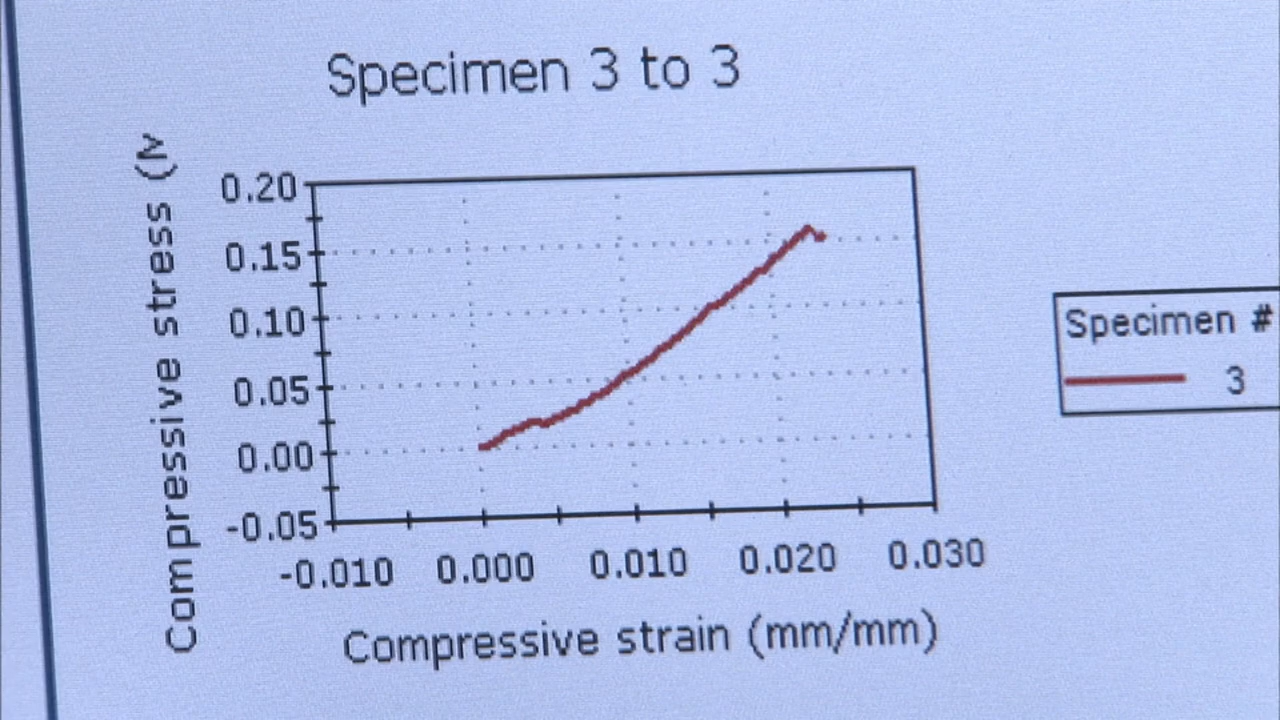 Specimen 3 to 3
Compressive stress (M
0.20
0.15
0.10
0.05
0.00
-0.05
-0.010 0.000 0.010 0.020 0.030
Compressive strain (mm/mm)
Specimen #
3